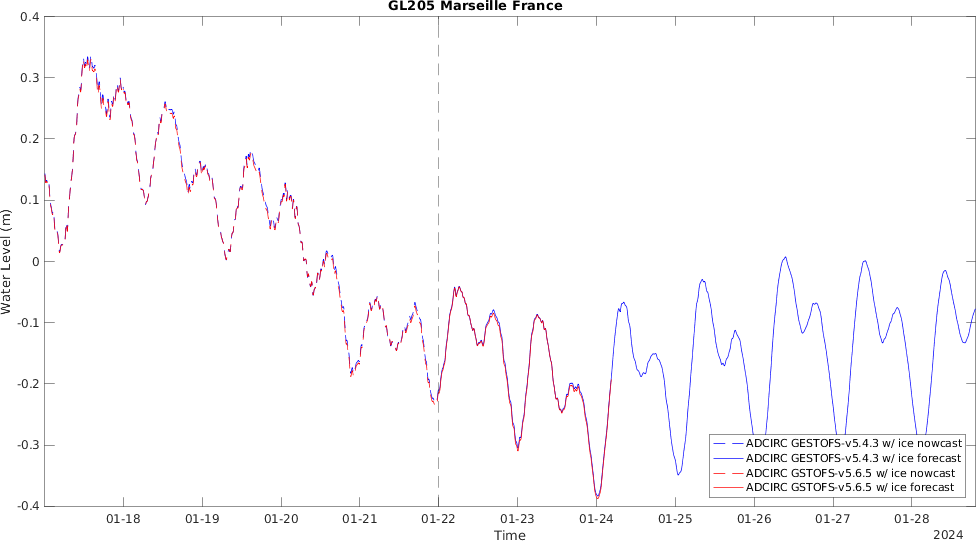 GL205 Marseille France
0.4
0.3
0.2
0.1
0
-0.1
-0.2
-0.3
-0.4
Water Level (m)
ADCIRC GESTOFS-v5.4.3 w/ ice nowcast
ADCIRC GESTOFS-v5.4.3 w/ ice forecast
ADCIRC GSTOFS-v5.6.5 w/ ice nowcast
ADCIRC GSTOFS-v5.6.5 w/ ice forecast
01-18 01-19 01-20 01-21 01-22 01-23 01-24 01-25 01-26 01-27 01-28
Time
2024